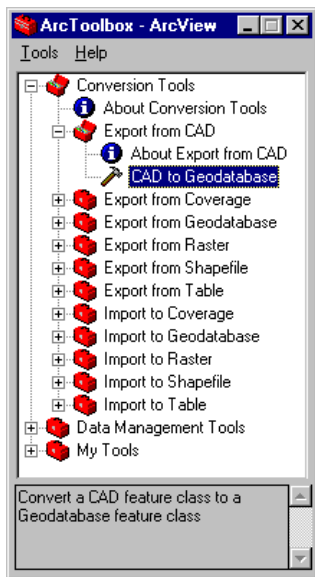 ArcToolbox - ArcView
Tools Help
Conversion Tools
About Conversion Tools
Export from CAD
About Export from CAD
CAD to Geodatabase
Export from Coverage
Export from Geodatabase
Export from Raster
Export from Shapefile
Export from Table
Import to Coverage
Import to Geodatabase
Import to Raster
Import to Shapefile
Import to Table
Data Management Tools
My Tools
Convert a CAD feature class to a
Geodatabase feature class